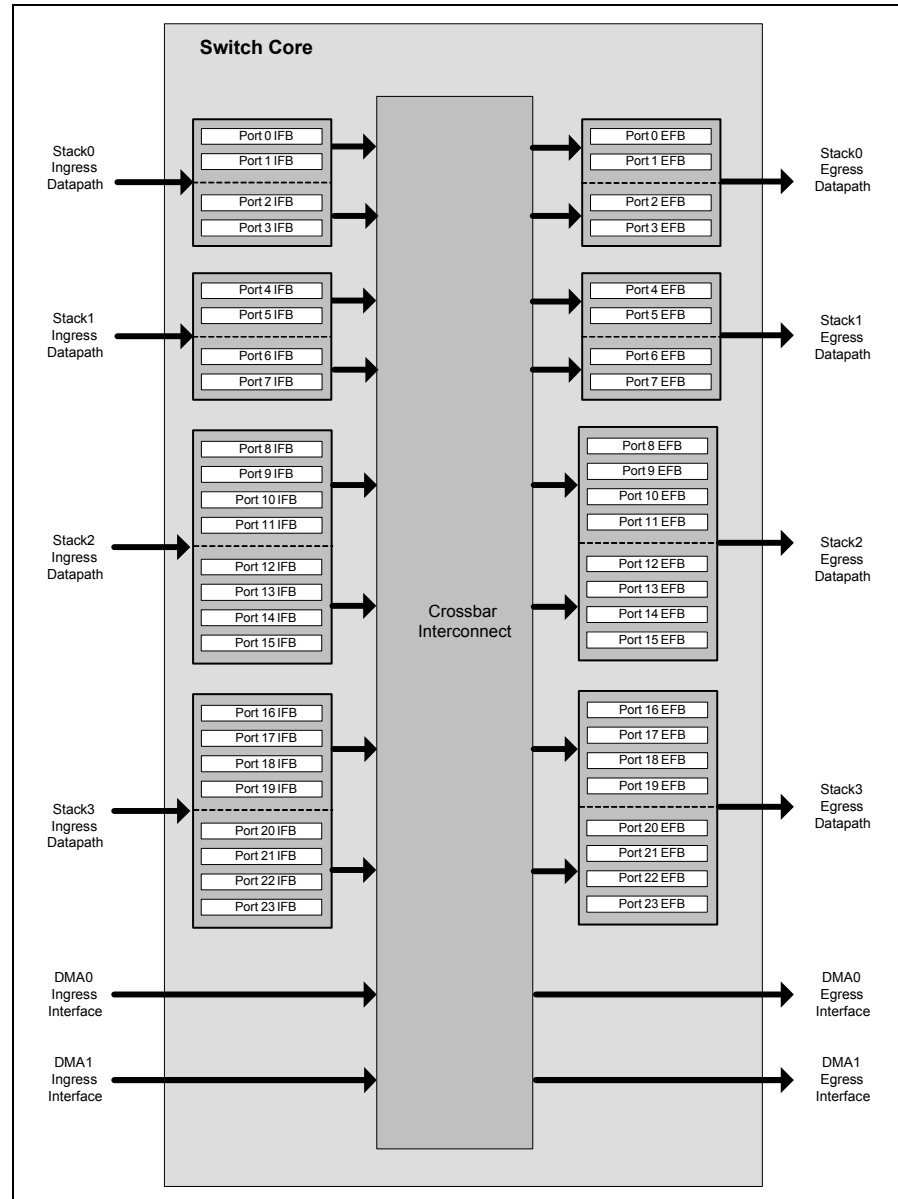 Switch Core
Stack0
Ingress
Datapath
Port 0 IFB
Port 1 IFB
Port 2 IFB
Port 3 IFB
Port 0 EFB
Port 1 EFB
Port 2 EFB
Port 3 EFB
Stack0
Egress
Datapath
Stack1
Ingress
Datapath
Port 4 IFB
Port 5 IFB
Port 6 IFB
Port 7 IFB
Port 4 EFB
Port 5 EFB
Port 6 EFB
Port 7 EFB
Stack1
Egress
Datapath
Stack2
Ingress
Datapath
Port 8 IFB
Port 9 IFB
Port 10 IFB
Port 11 IFB
Port 12 IFB
Port 13 IFB
Port 14 IFB
Port 15 IFB
Crossbar
Interconnect
Port 8 EFB
Port 9 EFB
Port 10 EFB
Port 11 EFB
Port 12 EFB
Port 13 EFB
Port 14 EFB
Port 15 EFB
Stack2
Egress
Datapath
Stack3
Ingress
Datapath
Port 16 IFB
Port 17 IFB
Port 18 IFB
Port 19 IFB
Port 20 IFB
Port 21 IFB
Port 22 IFB
Port 23 IFB
Port 16 EFB
Port 17 EFB
Port 18 EFB
Port 19 EFB
Port 20 EFB
Port 21 EFB
Port 22 EFB
Port 23 EFB
Stack3
Egress
Datapath
DMA0
Ingress
Interface
DMA0
Egress
Interface
DMA1
Ingress
Interface
DMA1
Egress
Interface